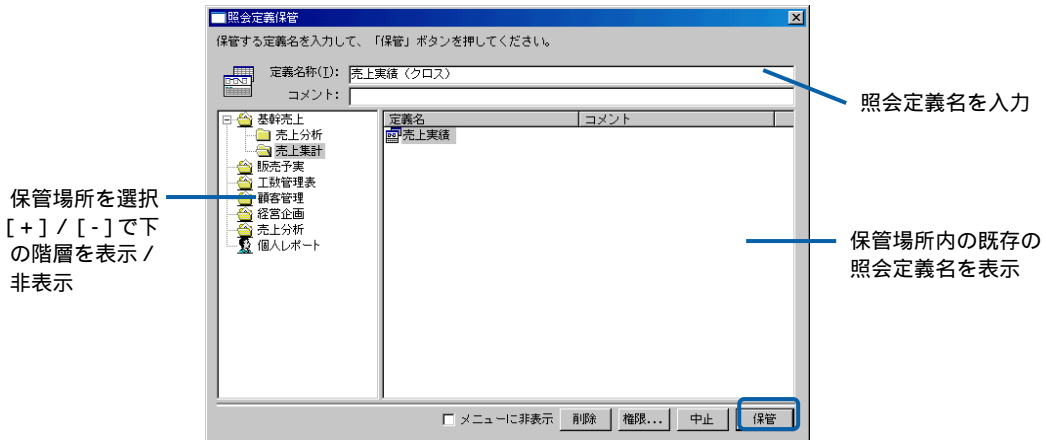 照会定義保管
保管する定義名を入力して、「保管」ボタンを押してください。
定義名称(I): 売上実績（クロス）
コメント:
照会定義名を入力
基幹売上
売上分析
売上集計
販売予実
工数管理表
顧客管理
経営企画
売上分析
個人レポート
定義名 コメント
売上実績
保管場所を選択
[+]/[-]で下
の階層を表示/
非表示
保管場所内の既存の
照会定義名を表示
メニューに非表示 削除 権限... 中止 保管